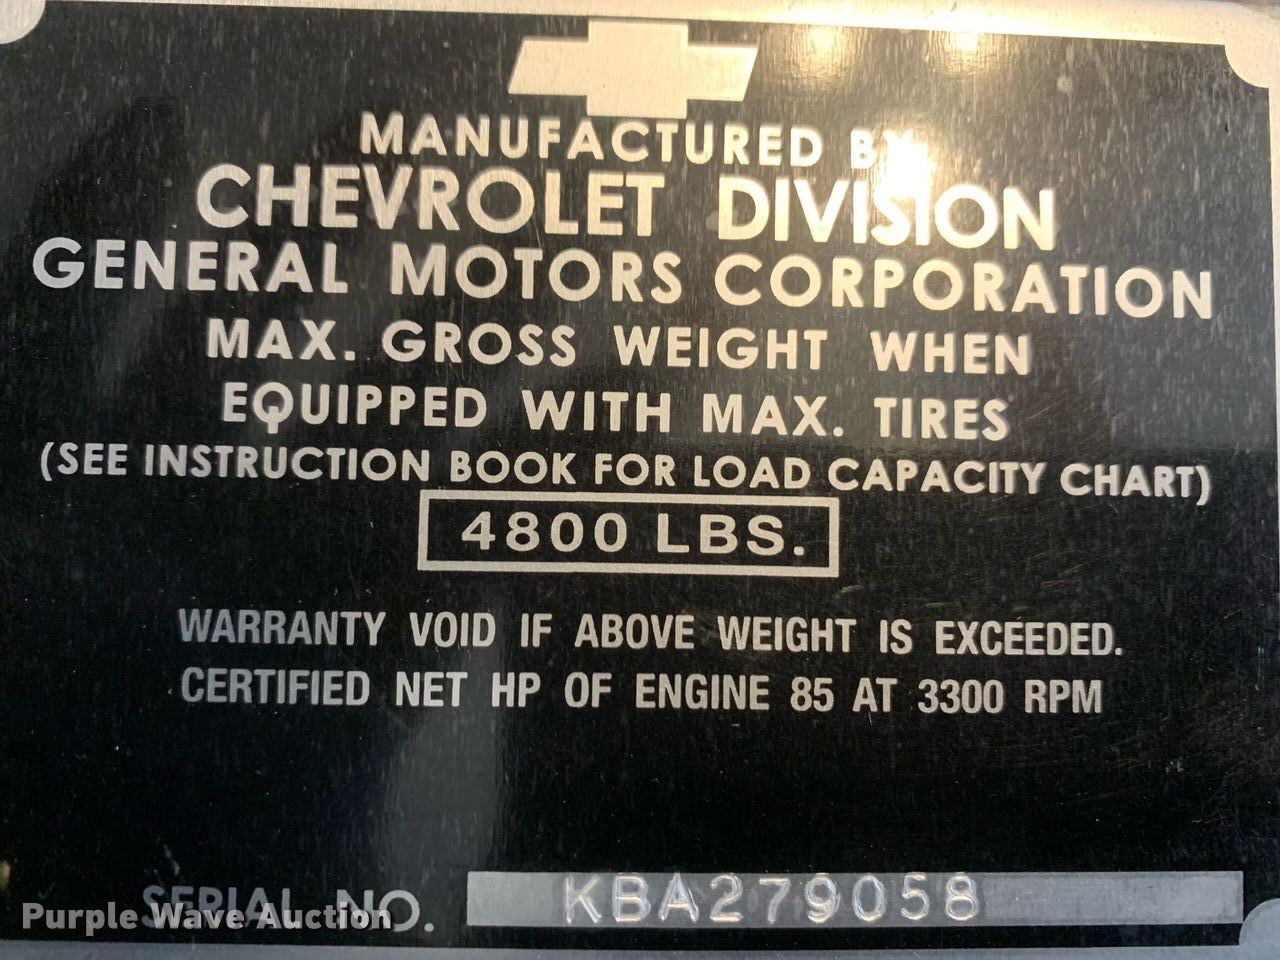 MANUFACTURED BY
CHEVROLET DIVISION
GENERAL MOTORS CORPORATION
MAX. GROSS WEIGHT WHEN
EQUIPPED WITH MAX. TIRES
(SEE INSTRUCTION BOOK FOR LOAD CAPACITY CHART)
4800 LBS.
WARRANTY VOID IF ABOVE WEIGHT IS EXCEEDED.
CERTIFIED NET HP OF ENGINE 85 AT 3300 RPM
SERIAL NO. KBA279058
Purple Wave Auction